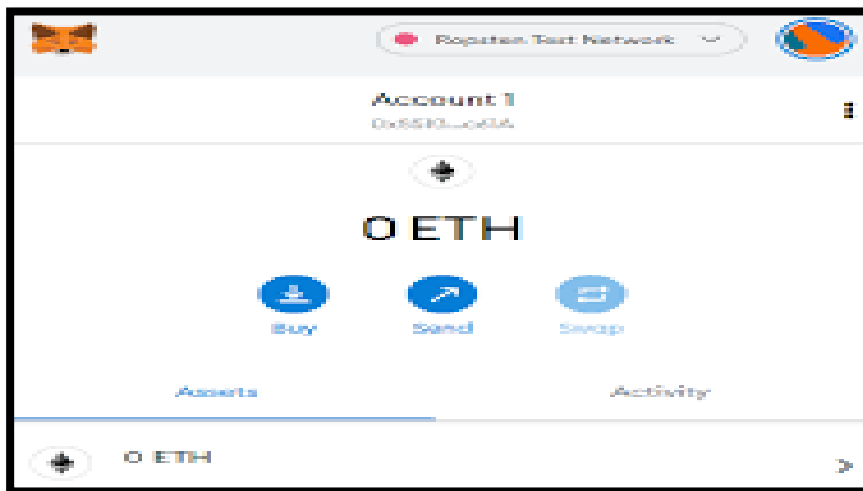 Ropsten Test Network
Account 1
0 ETH
Buy Send Swap
Assets Activity
0 ETH